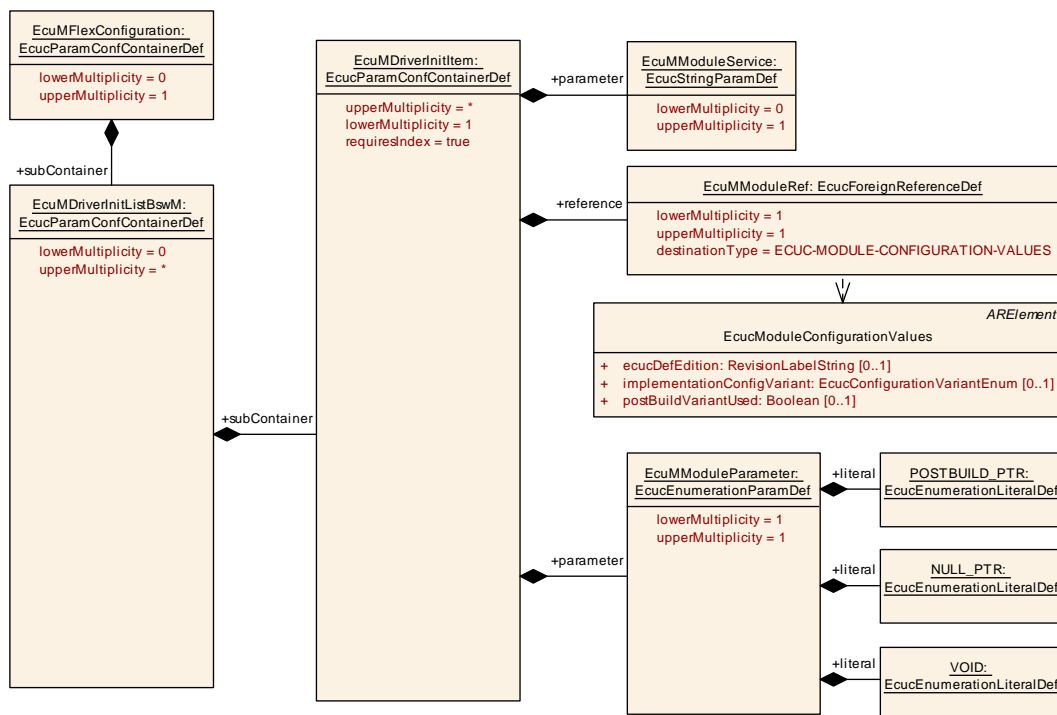 EcuMFlexConfiguration:
EcucParamConfContainerDef
lowerMultiplicity = 0
upperMultiplicity = 1
+subContainer
EcuMDriverInitListBswM:
EcucParamConfContainerDef
lowerMultiplicity = 0
upperMultiplicity = *
+subContainer
EcuMDriverInitItem:
EcucParamConfContainerDef
upperMultiplicity = *
lowerMultiplicity = 1
requiresIndex = true
+parameter
EcuMModuleService:
EcucStringParamDef
lowerMultiplicity = 0
upperMultiplicity = 1
+reference
EcuMModuleRef: EcucForeignReferenceDef
lowerMultiplicity = 1
upperMultiplicity = 1
destinationType = ECUC-MODULE-CONFIGURATION-VALUES
ARElement
EcucModuleConfigurationValues
+ ecucDefEdition: RevisionLabelString [0..1]
+ implementationConfigVariant: EcucConfigurationVariantEnum [0..1]
+ postBuildVariantUsed: Boolean [0..1]
+parameter
EcuMModuleParameter:
EcucEnumerationParamDef
lowerMultiplicity = 1
upperMultiplicity = 1
+literal
POSTBUILD_PTR:
EcucEnumerationLiteralDef
+literal
NULL_PTR:
EcucEnumerationLiteralDef
+literal
VOID:
EcucEnumerationLiteralDef